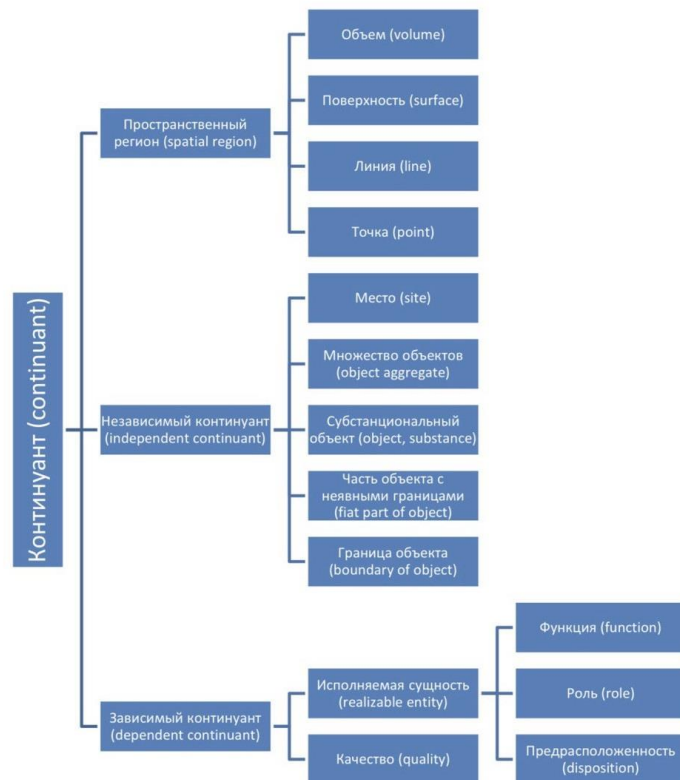 Континуант (continuant)
Пространственный
регион (spatial region)
Объем (volume)
Поверхность (surface)
Линия (line)
Точка (point)
Независимый континуант
(independent continuant)
Место (site)
Множество объектов
(object aggregate)
Субстанциональный
объект (object, substance)
Часть объекта с
неявными границами
(fiat part of object)
Граница объекта
(boundary of object)
Зависимый континуант
(dependent continuant)
Исполняемая сущность
(realizable entity)
Функция (function)
Роль (role)
Предрасположенность
(disposition)
Качество (quality)